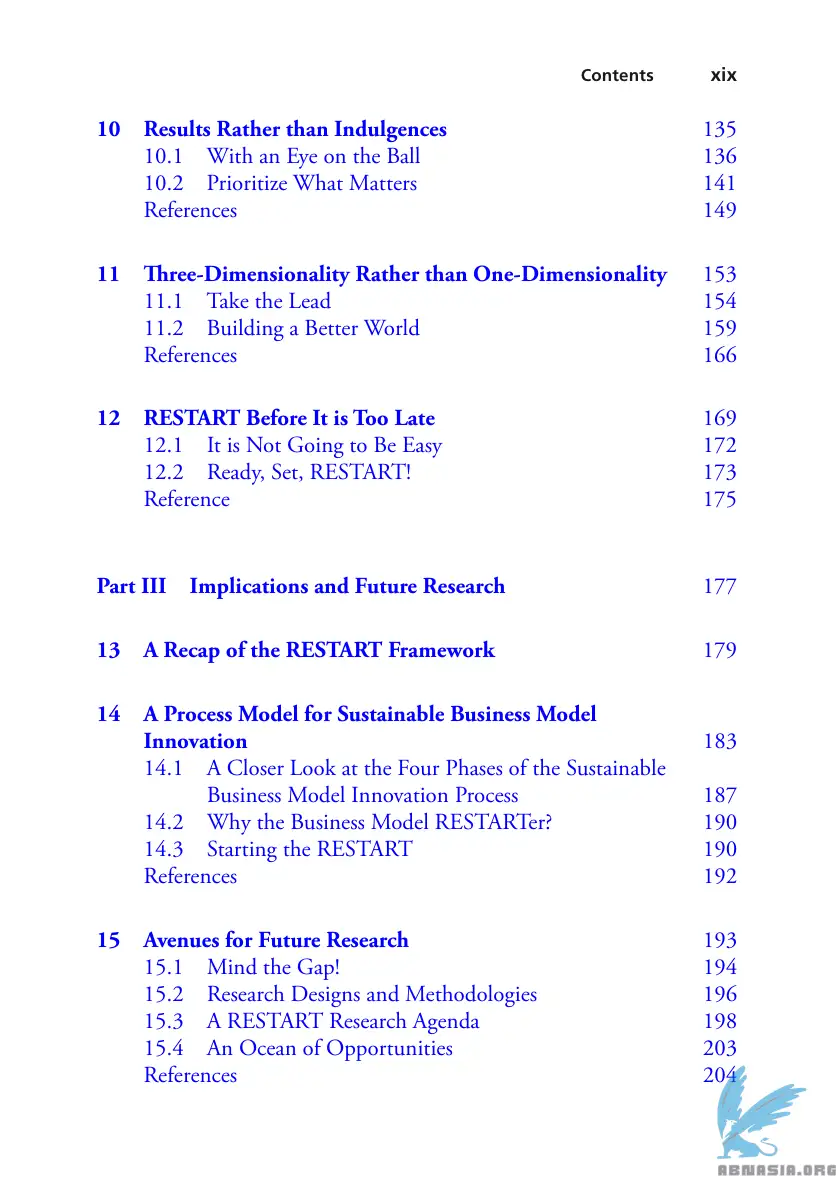 Contents xix
10 Results Rather than Indulgences 135
10.1 With an Eye on the Ball 136
10.2 Prioritize What Matters 141
References 149
11 Three-Dimensionality Rather than One-Dimensionality 153
11.1 Take the Lead 154
11.2 Building a Better World 159
References 166
12 RESTART Before It is Too Late 169
12.1 It is Not Going to Be Easy 172
12.2 Ready, Set, RESTART! 173
Reference 175
Part III Implications and Future Research 177
13 A Recap of the RESTART Framework 179
14 A Process Model for Sustainable Business Model
Innovation 183
14.1 A Closer Look at the Four Phases of the Sustainable
Business Model Innovation Process 187
14.2 Why the Business Model RESTARTer? 190
14.3 Starting the RESTART 190
References 192
15 Avenues for Future Research 193
15.1 Mind the Gap! 194
15.2 Research Designs and Methodologies 196
15.3 A RESTART Research Agenda 198
15.4 An Ocean of Opportunities 203
References 204
ABNASIA.ORG